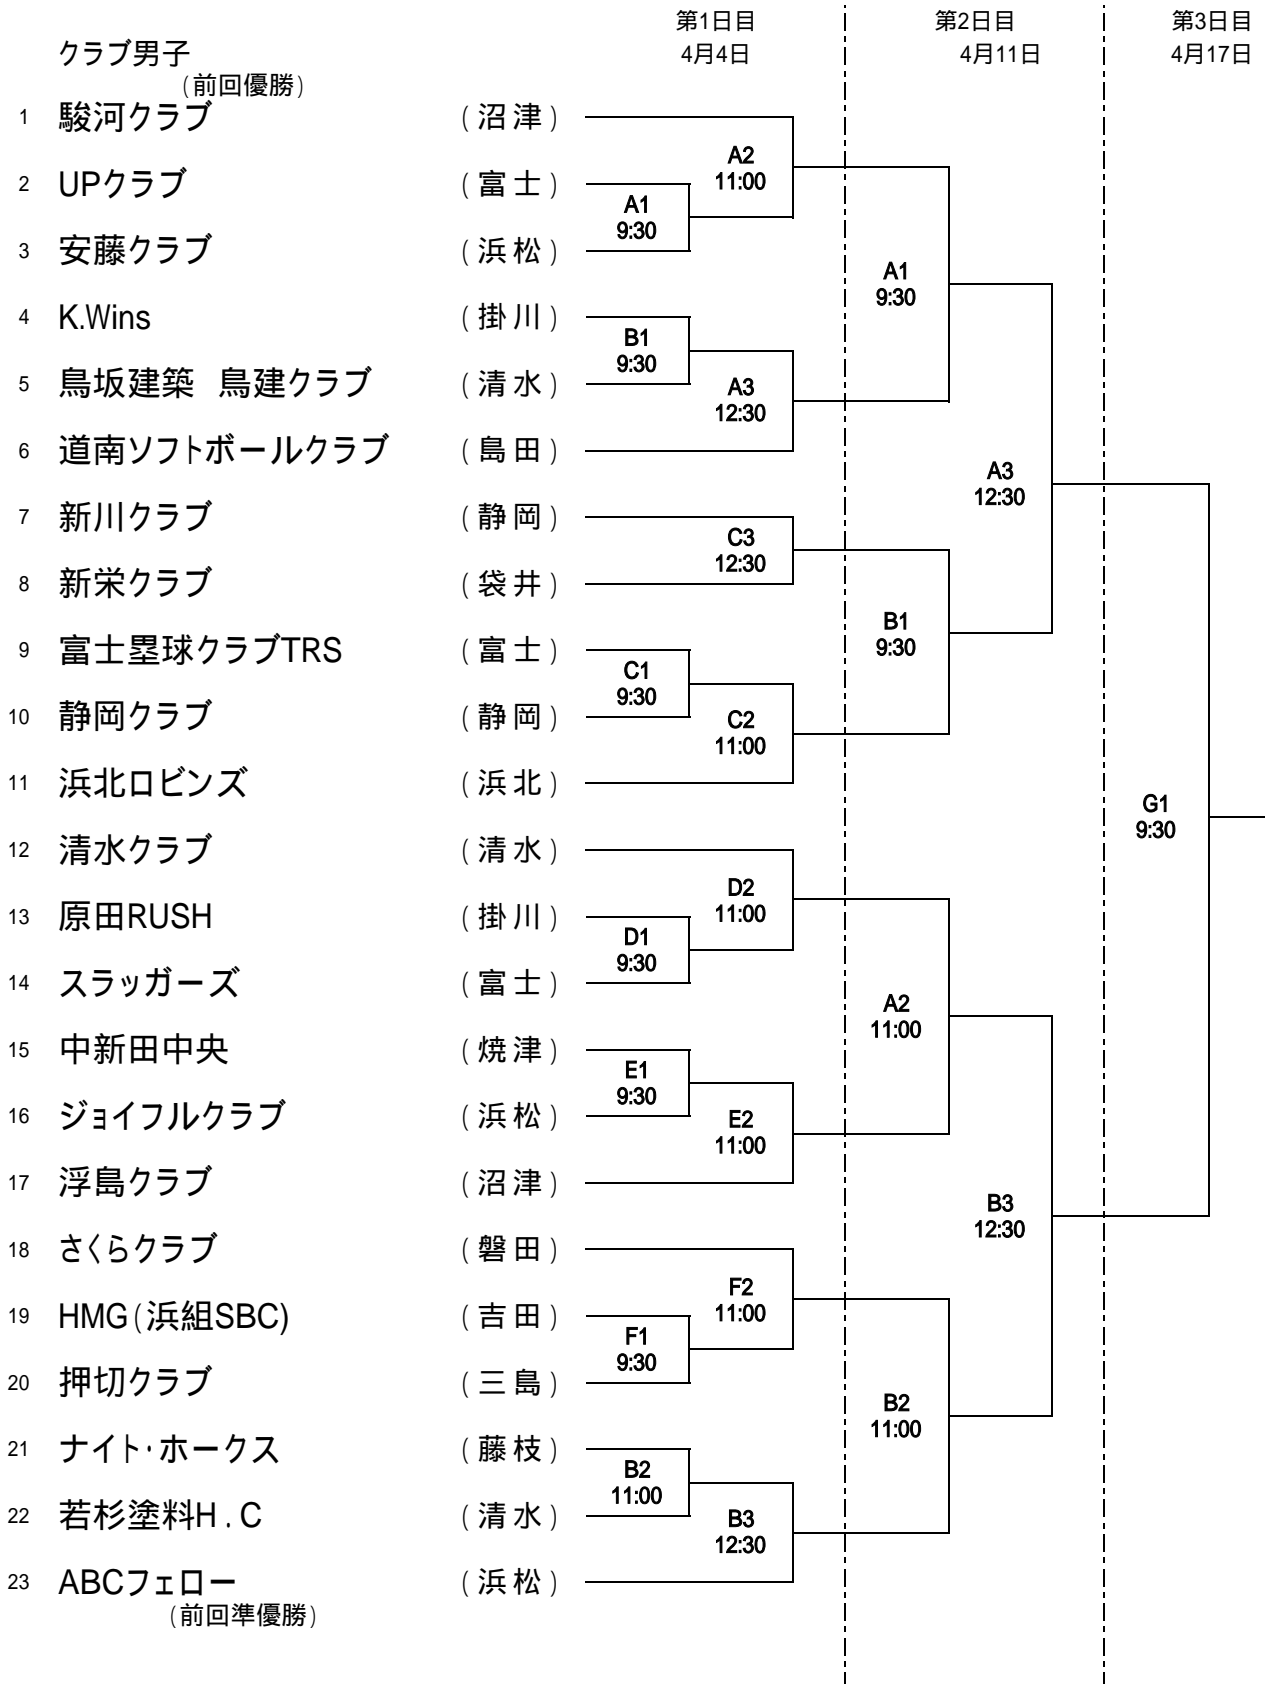 第1日目 第2日目 第3日目
4月4日 4月11日 4月17日
クラブ男子
(前回優勝)
1 駿河クラブ (沼津)
A2
11:00
2 UPクラブ (富士)
A1
9:30
3 安藤クラブ (浜松)
A1
9:30
4 K.Wins (掛川)
B1
9:30
5 鳥坂建築 鳥建クラブ (清水)
A3
12:30
6 道南ソフトボールクラブ (島田)
A3
12:30
7 新川クラブ (静岡)
C3
12:30
8 新栄クラブ (袋井)
B1
9:30
9 富士塁球クラブTRS (富士)
C1
9:30
10 静岡クラブ (静岡)
C2
11:00
11 浜北ロビンズ (浜北)
G1
9:30
12 清水クラブ (清水)
D2
11:00
13 原田RUSH (掛川)
D1
9:30
14 スラッガーズ (富士)
A2
11:00
15 中新田中央 (焼津)
E1
9:30
16 ジョイフルクラブ (浜松)
E2
11:00
17 浮島クラブ (沼津)
B3
12:30
18 さくらクラブ (磐田)
F2
11:00
19 HMG(浜組SBC) (吉田)
F1
9:30
20 押切クラブ (三島)
B2
11:00
21 ナイト・ホークス (藤枝)
B2
11:00
22 若杉塗料H.C (清水)
B3
12:30
23 ABCフェロー (浜松)
(前回準優勝)